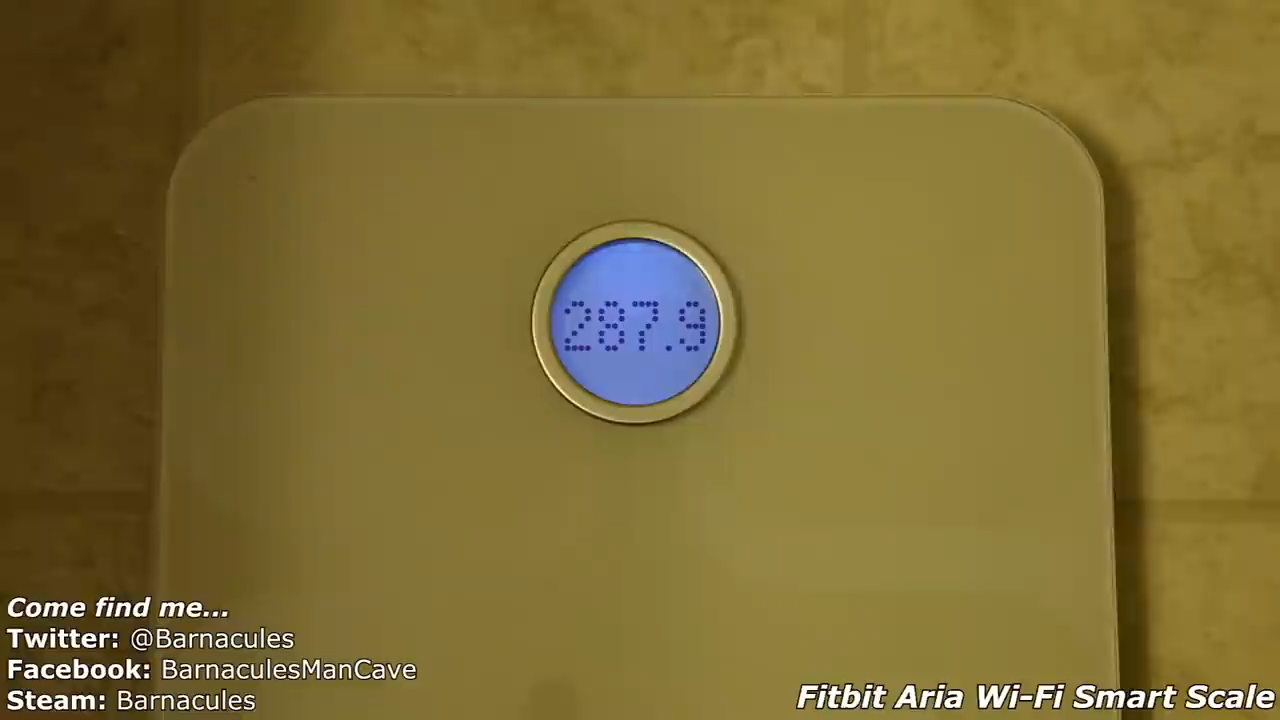 287.9
Come find me...
Twitter: @Barnacules
Facebook: BarnaculesManCave
Steam: Barnacules
Fitbit Aria Wi-Fi Smart Scale